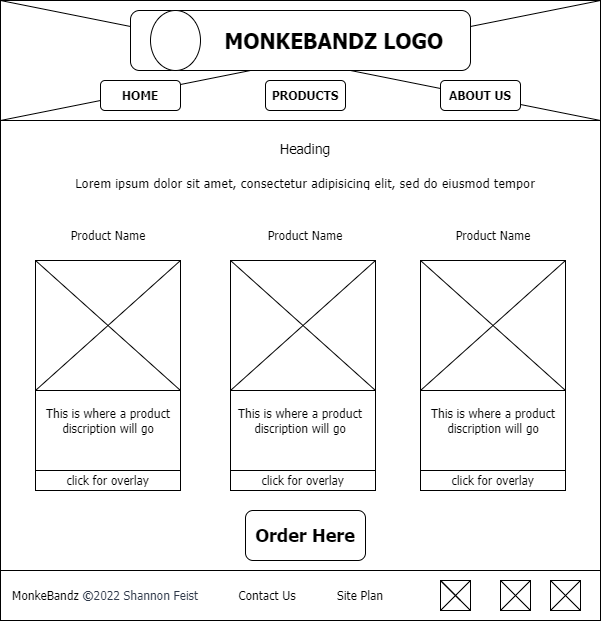 MONKEBANDZ LOGO
HOME
PRODUCTS
ABOUT US
Heading
Lorem ipsum dolor sit amet, consectetur adipisicing elit, sed do eiusmod tempor
Product Name
Product Name
Product Name
This is where a product
discription will go
This is where a product
discription will go
This is where a product
discription will go
click for overlay
click for overlay
click for overlay
Order Here
MonkeBandz ©2022 Shannon Feist
Contact Us
Site Plan